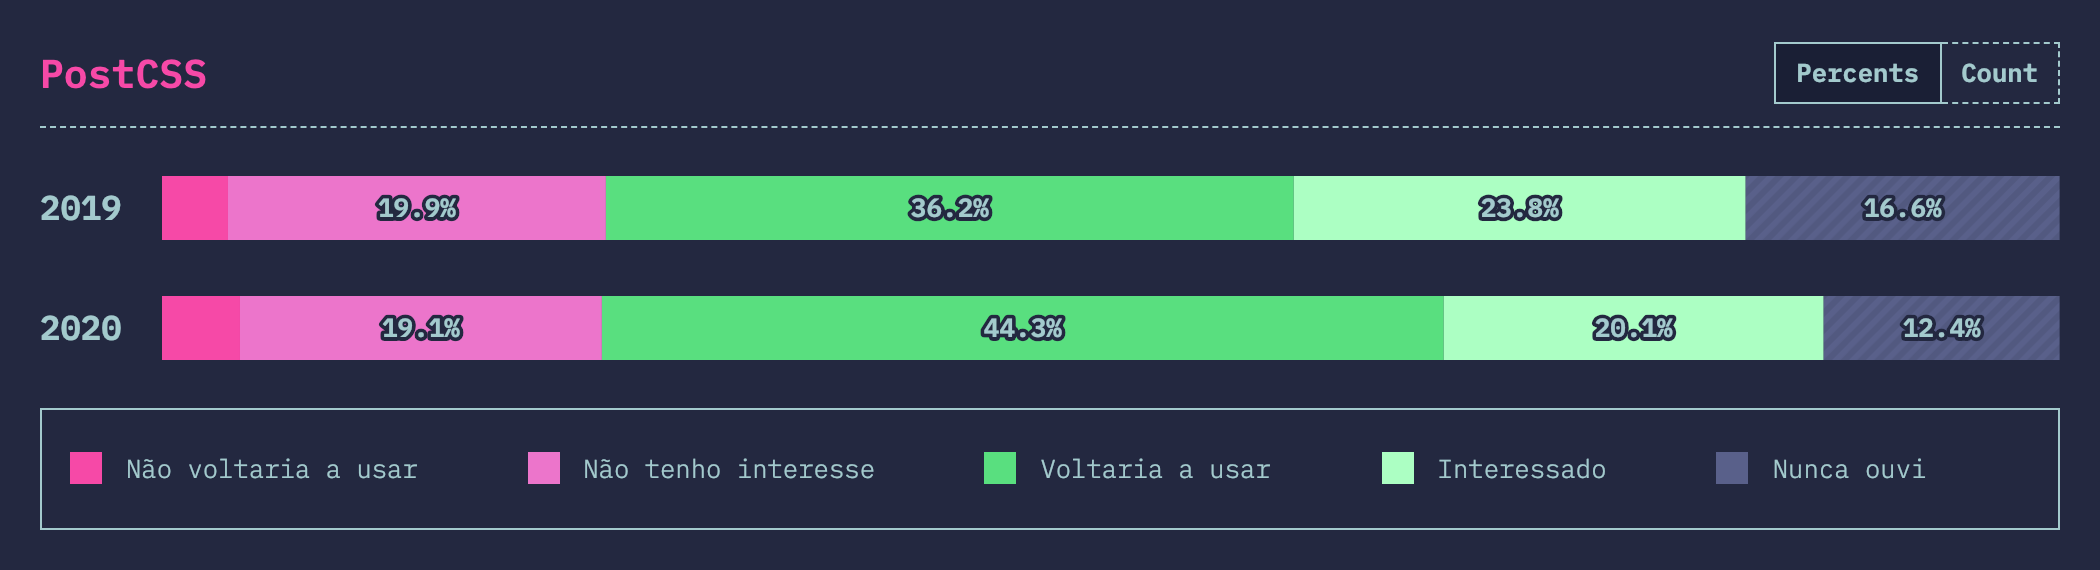 PostCSS
Percents Count
2019 19.9% 36.2% 23.8% 16.6%
2020 19.1% 44.3% 20.1% 12.4%
Não voltaria a usar Não tenho interesse Voltaria a usar Interessado Nunca ouvi